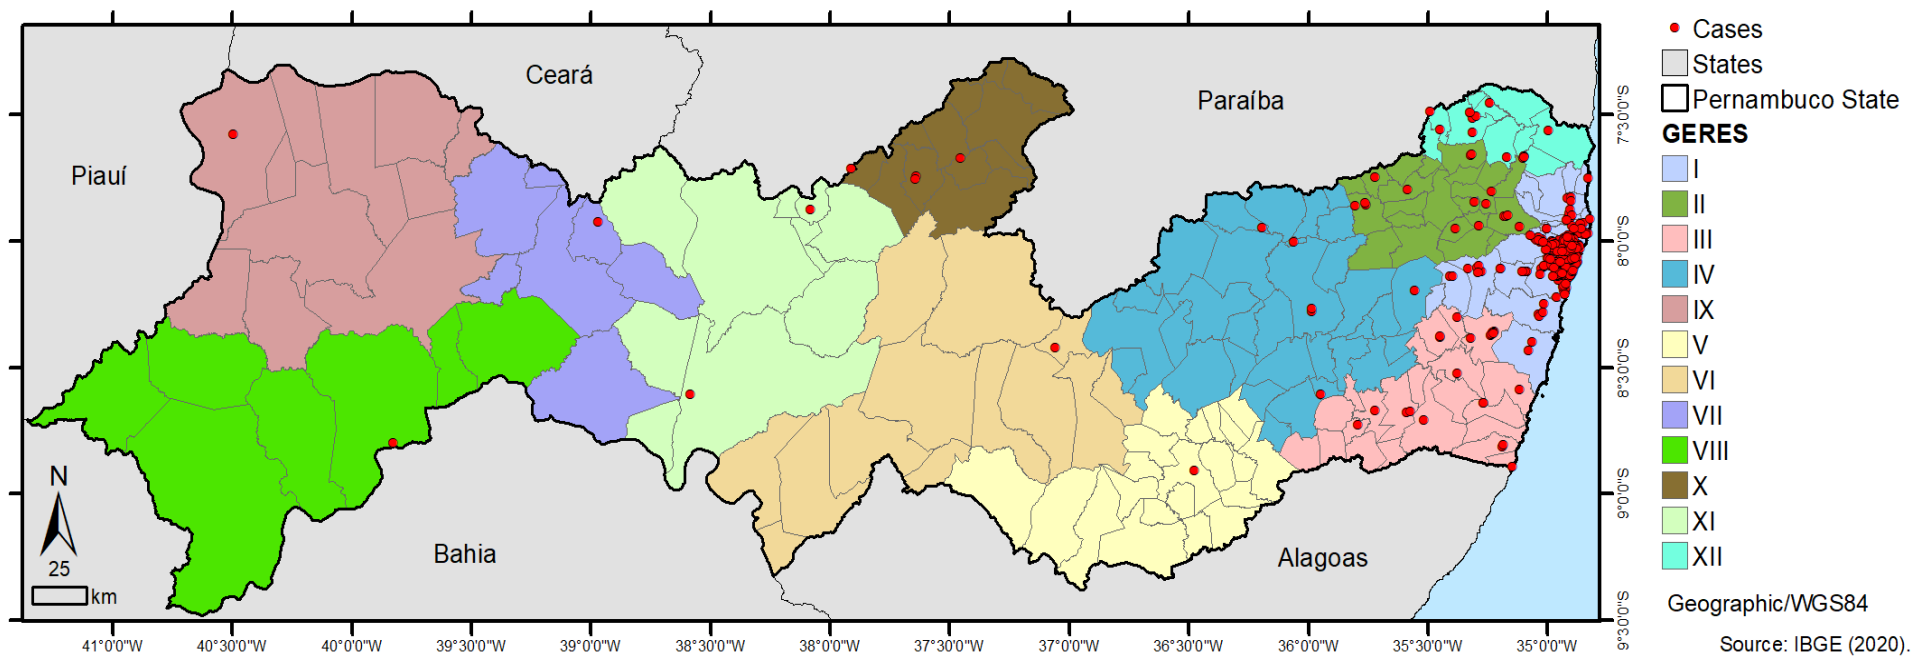 Piauí
Ceará
Paraíba
Bahia
Alagoas
N
25
km
41°0'0"W
40°30'0"W
40°0'0"W
39°30'0"W
39°0'0"W
38°30'0"W
38°0'0"W
37°30'0"W
37°0'0"W
36°30'0"W
36°0'0"W
35°30'0"W
35°0'0"W
7°30'0"S
8°0'0"S
8°30'0"S
9°0'0"S
9°30'0"S
Cases
States
Pernambuco State
GERES
I
II
III
IV
IX
V
VI
VII
VIII
X
XI
XII
Geographic/WGS84
Source: IBGE (2020).